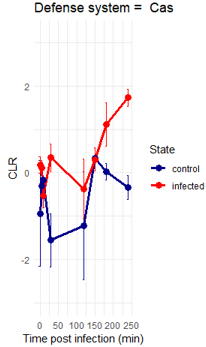 Defense system = Cas
CLR
2
0
-2
0 50 100 150 200 250
Time post infection (min)
State
control
infected